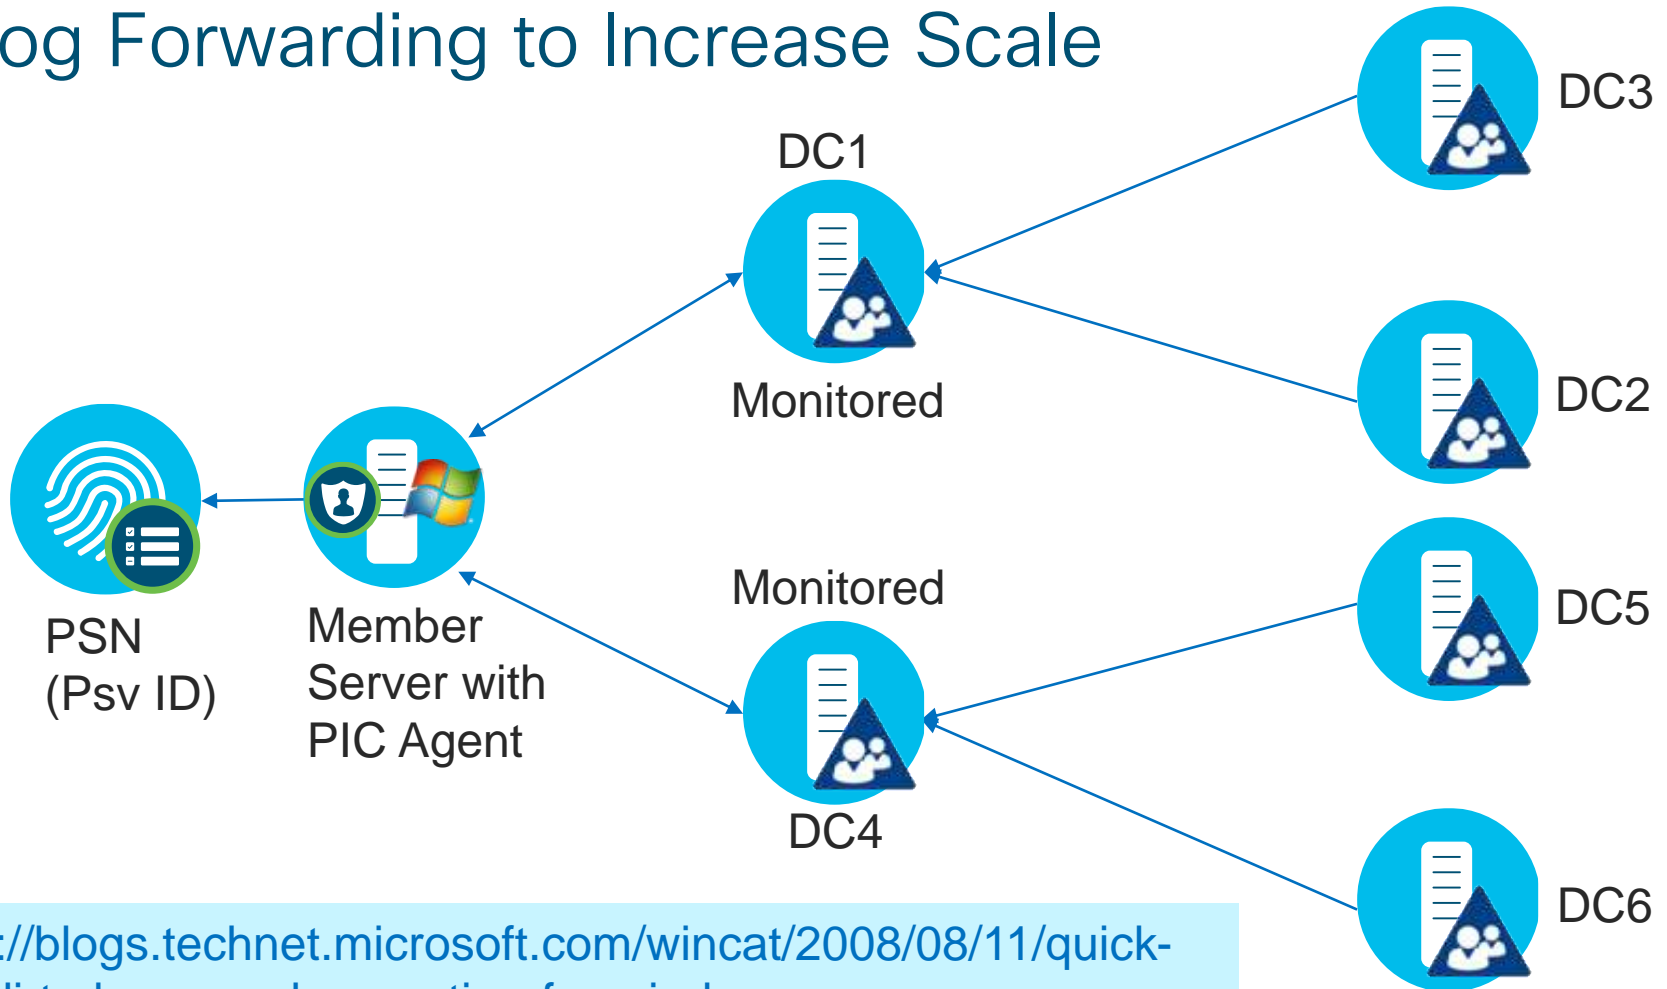 og Forwarding to Increase Scale
DC3
DC1
Monitored
DC2
PSN
(Psv ID)
Member
Server with
PIC Agent
Monitored
DC4
DC5
DC6
://blogs.technet.microsoft.com/wincat/2008/08/11/quick-